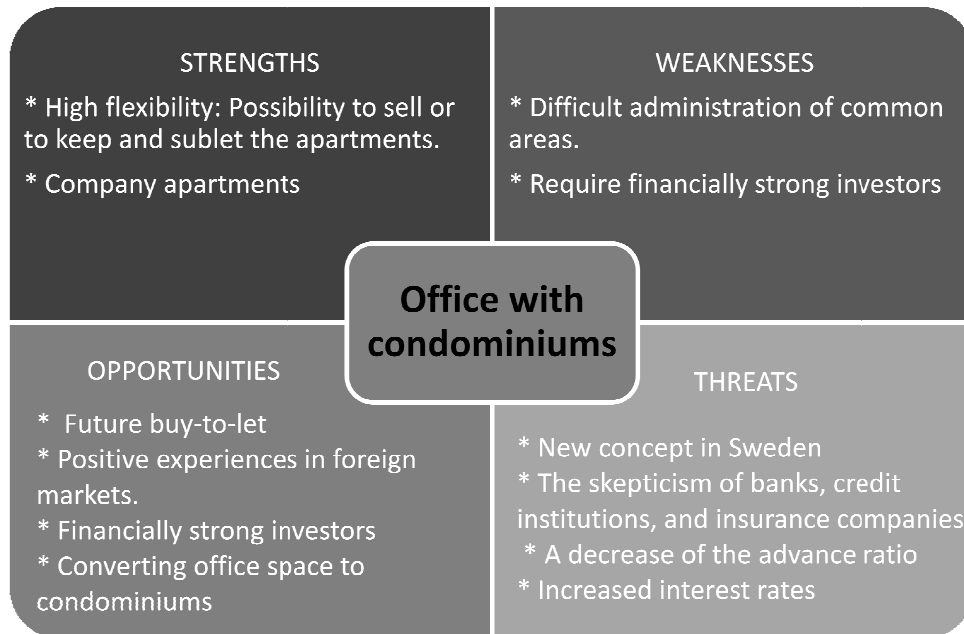 STRENGTHS
* High flexibility: Possibility to sell or
to keep and sublet the apartments.
* Company apartments
WEAKNESSES
* Difficult administration of common
areas.
* Require financially strong investors
Office with
condominiums
OPPORTUNITIES
* Future buy-to-let
* Positive experiences in foreign
markets.
* Financially strong investors
* Converting office space to
condominiums
THREATS
* New concept in Sweden
* The skepticism of banks, credit
institutions, and insurance companies
* A decrease of the advance ratio
* Increased interest rates